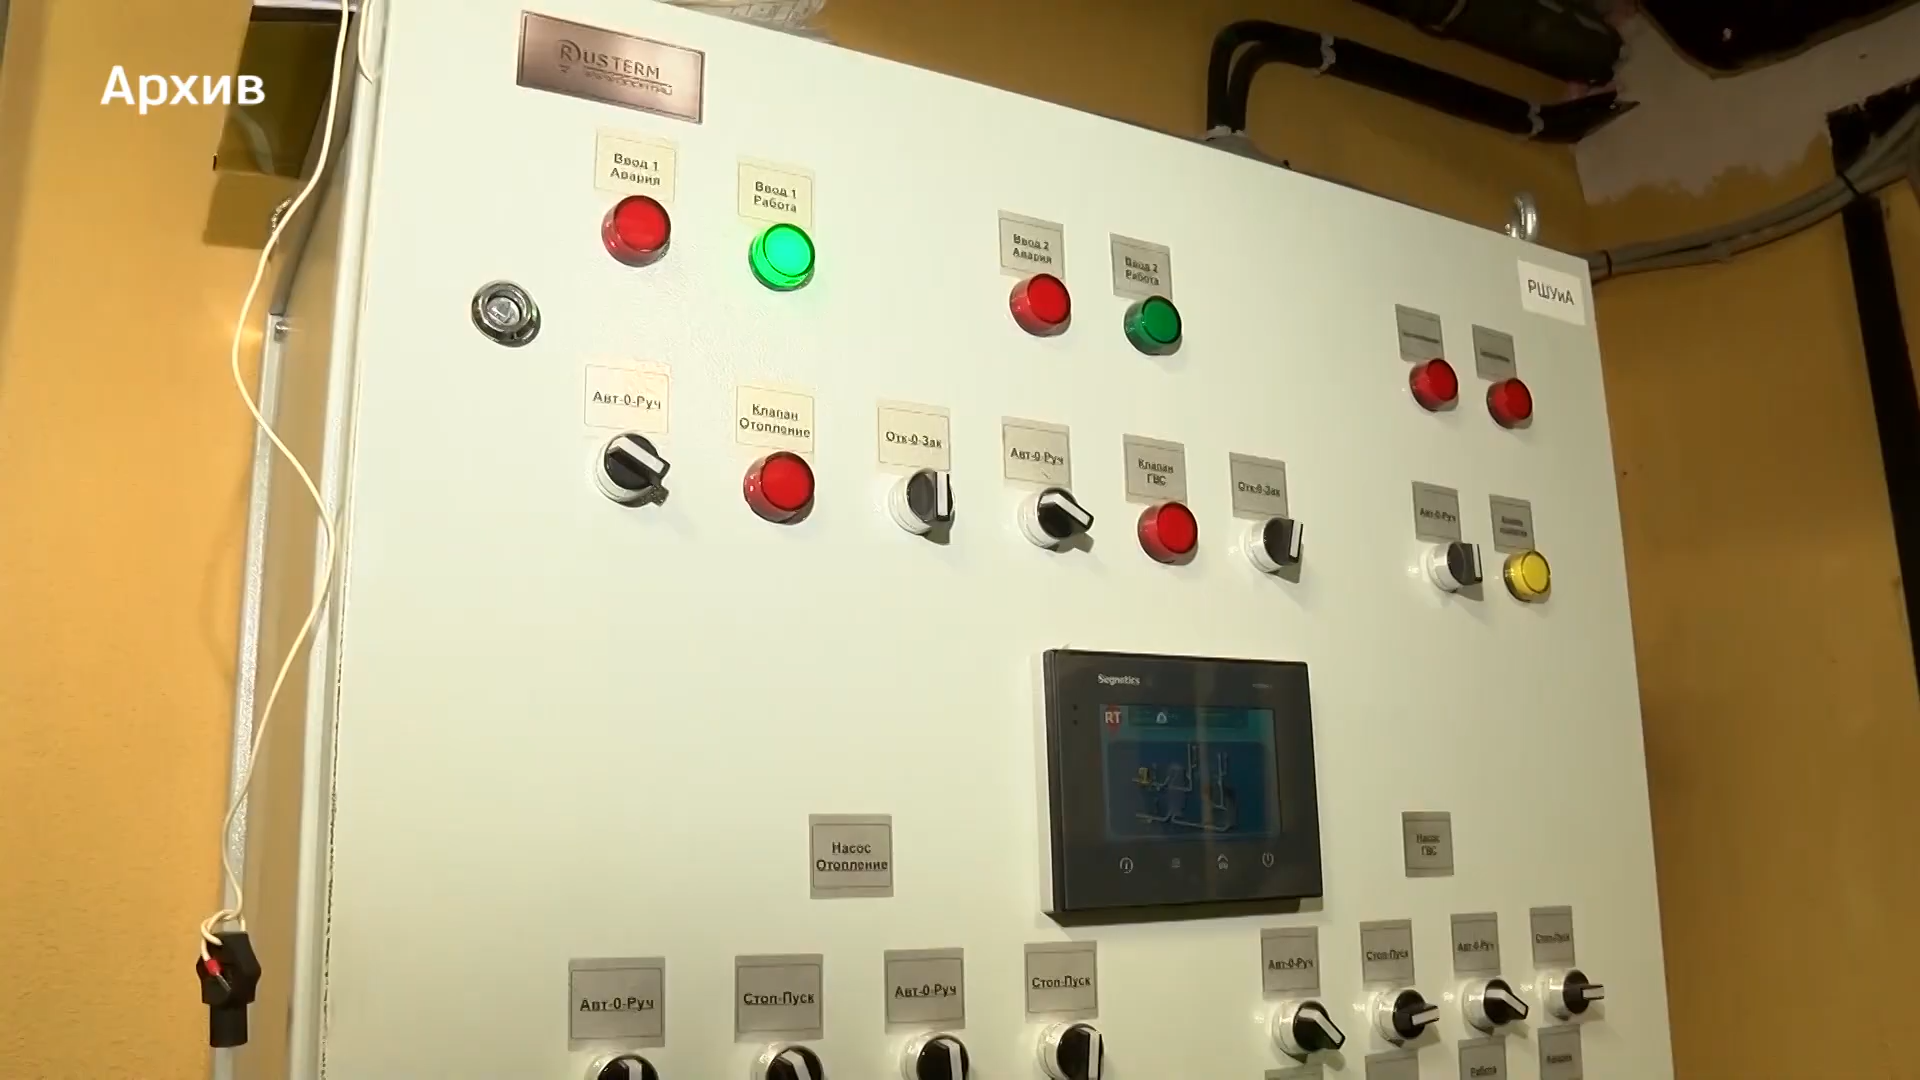 Архив
RUSTERM
Ввод 1
Авария
Ввод 1
Работа
Ввод 2
Авария
Ввод 2
Работа
РШУиА
Авт-0-Руч
Клапан
Отопление
Отк-0-Зак
Авт-0-Руч
Клапан
ГВС
Отк-0-Зак
Авт-0-Руч
Segnetics
RT
Насос
Отопление
Насос
ГВС
Авт-0-Руч
Стоп-Пуск
Авт-0-Руч
Стоп-Пуск
Авт-0-Руч
Стоп-Пуск
Авт-0-Руч
Стоп-Пуск
Работа
Авария